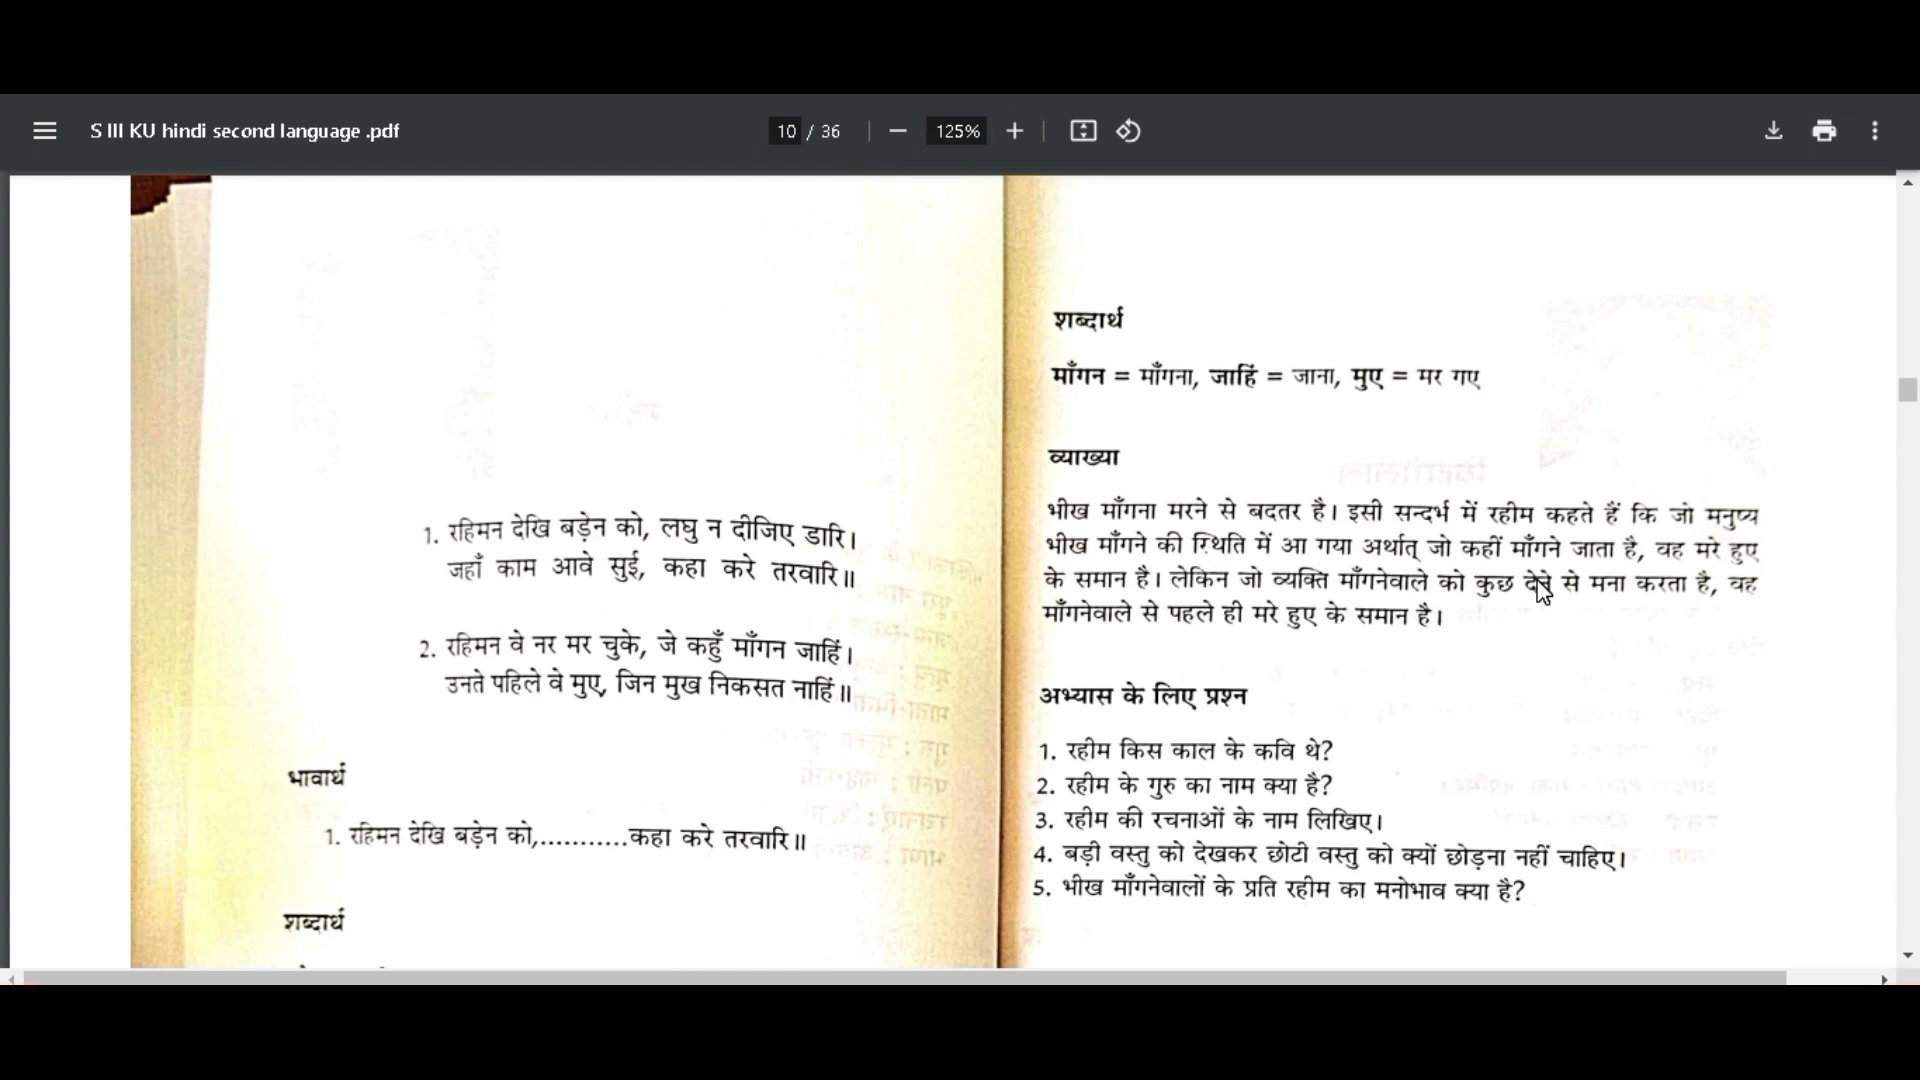 S III KU hindi second language .pdf
10 / 36
125%
1. रहिमन देखि बड़ेन को, लघु न दीजिए डारि।
जहाँ काम आवे सुई, कहा करे तरवारि॥
2. रहिमन वे नर मर चुके, जे कहुँ माँगन जाहिं।
उनते पहिले वे मुए, जिन मुख निकसत नाहिं॥
भावार्थ
1. रहिमन देखि बड़ेन को,...........कहा करे तरवारि॥
शब्दार्थ
शब्दार्थ
माँगन = माँगना, जाहिं = जाना, मुए = मर गए
व्याख्या
भीख माँगना मरने से बदतर है। इसी सन्दर्भ में रहीम कहते हैं कि जो मनुष्य
भीख माँगने की स्थिति में आ गया अर्थात् जो कहीं माँगने जाता है, वह मरे हुए
के समान है। लेकिन जो व्यक्ति माँगनेवाले को कुछ देने से मना करता है, वह
माँगनेवाले से पहले ही मरे हुए के समान है।
अभ्यास के लिए प्रश्न
1. रहीम किस काल के कवि थे?
2. रहीम के गुरु का नाम क्या है?
3. रहीम की रचनाओं के नाम लिखिए।
4. बड़ी वस्तु को देखकर छोटी वस्तु को क्यों छोड़ना नहीं चाहिए।
5. भीख माँगनेवालों के प्रति रहीम का मनोभाव क्या है?